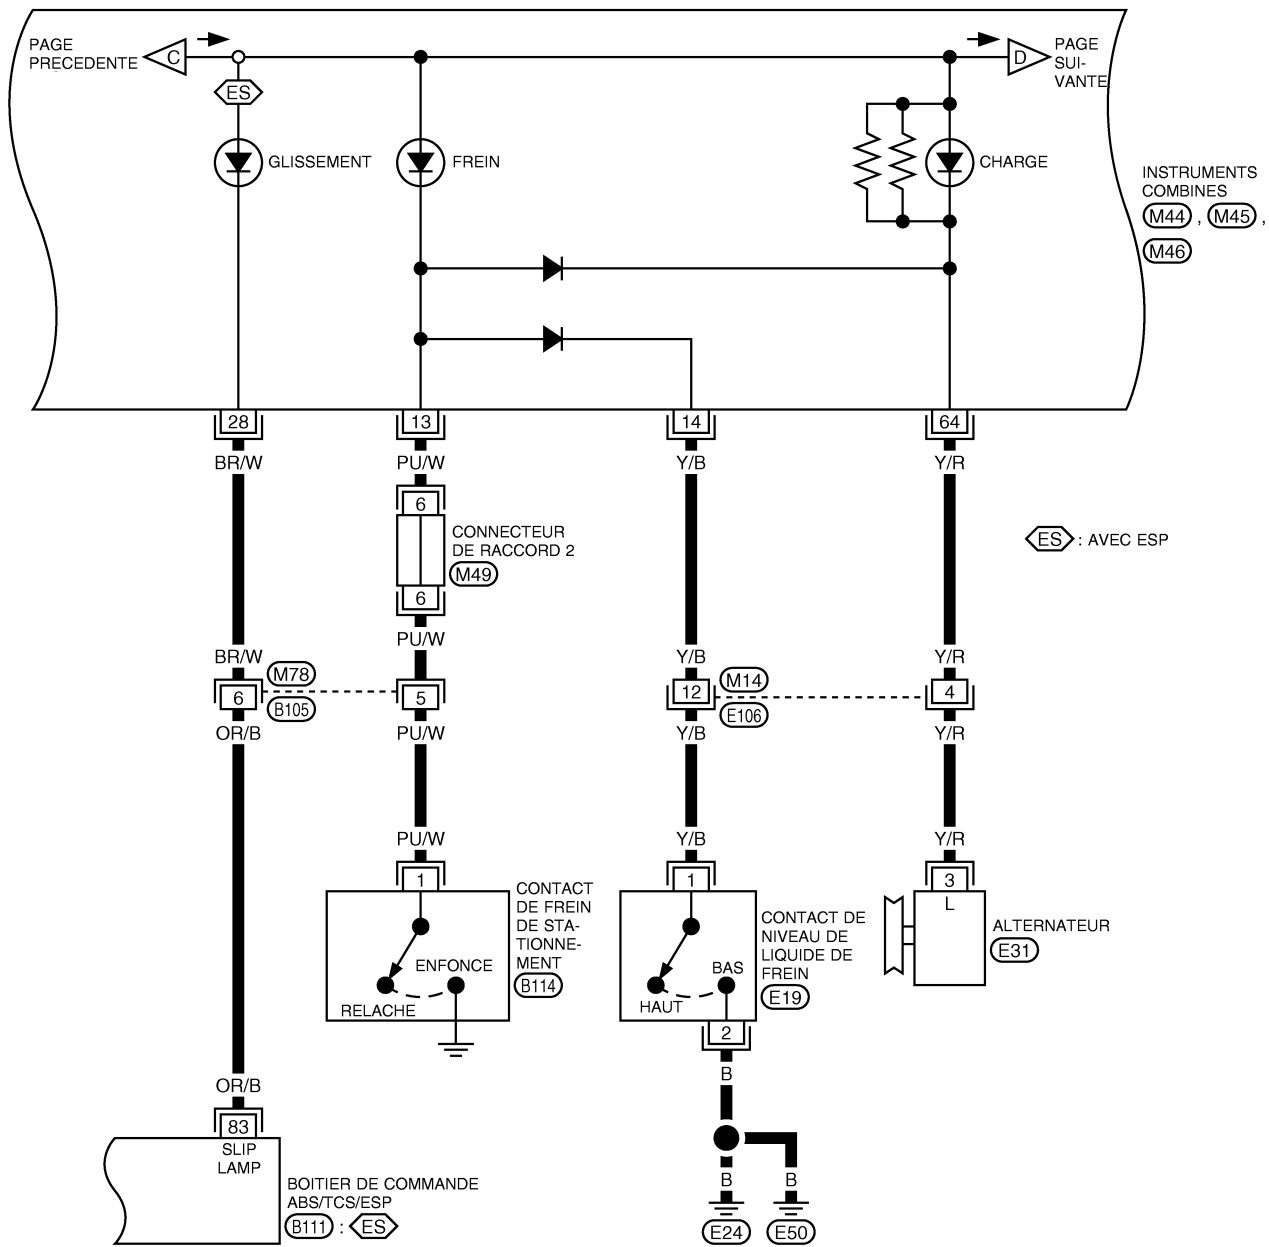 PAGE
PRECEDENTE
C
D
PAGE
SUI-
VANTE
ES
GLISSEMENT
FREIN
CHARGE
INSTRUMENTS
COMBINES
M44 , M45 ,
M46
28
13
14
64
BR/W
PU/W
Y/B
Y/R
6
CONNECTEUR
DE RACCORD 2
M49
6
ES : AVEC ESP
PU/W
BR/W
Y/B
Y/R
M78
M14
6
5
12
4
B105
E106
OR/B
PU/W
Y/B
Y/R
PU/W
Y/B
Y/R
1
1
3
L
CONTACT
DE FREIN
DE STA-
TIONNE-
MENT
B114
ENFONCE
RELACHE
CONTACT DE
NIVEAU DE
LIQUIDE DE
FREIN
E19
BAS
HAUT
ALTERNATEUR
E31
2
B
OR/B
83
SLIP
LAMP
BOITIER DE COMMANDE
ABS/TCS/ESP
B111 : ES
B
B
E24
E50